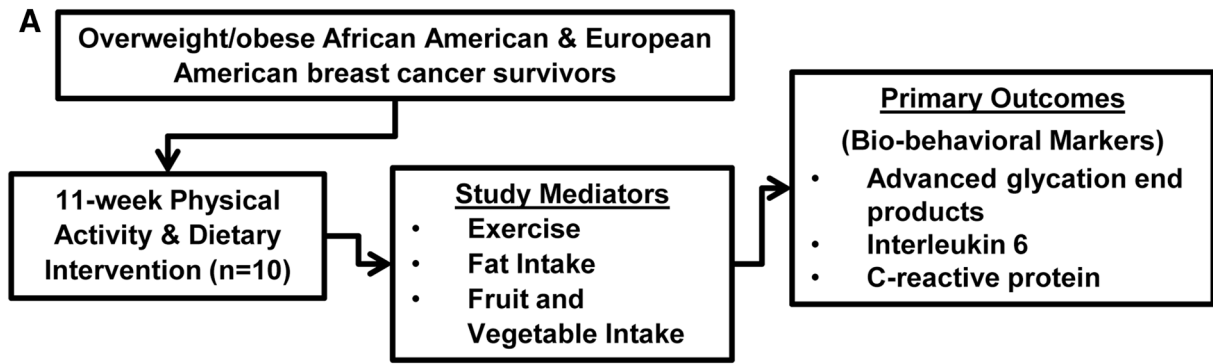 A
Overweight/obese African American & European
American breast cancer survivors
11-week Physical
Activity & Dietary
Intervention (n=10)
Study Mediators
• Exercise
• Fat Intake
• Fruit and
Vegetable Intake
Primary Outcomes
(Bio-behavioral Markers)
• Advanced glycation end
products
• Interleukin 6
• C-reactive protein